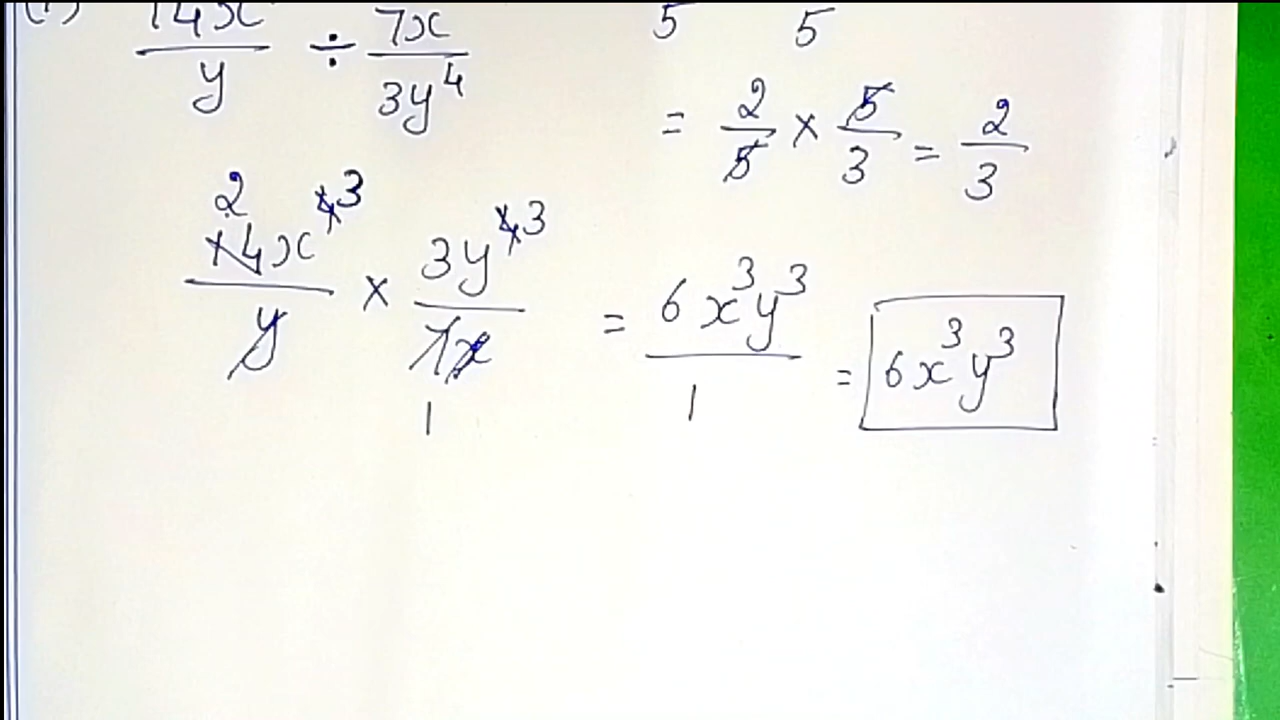 14x/y ÷ 7x/3y⁴
5 5
= 2/5 × 5/3 = 2/3
2
14x⁴ ³/y × 3y⁴ ³/7x = 6x³y³/1 = 6x³y³
1